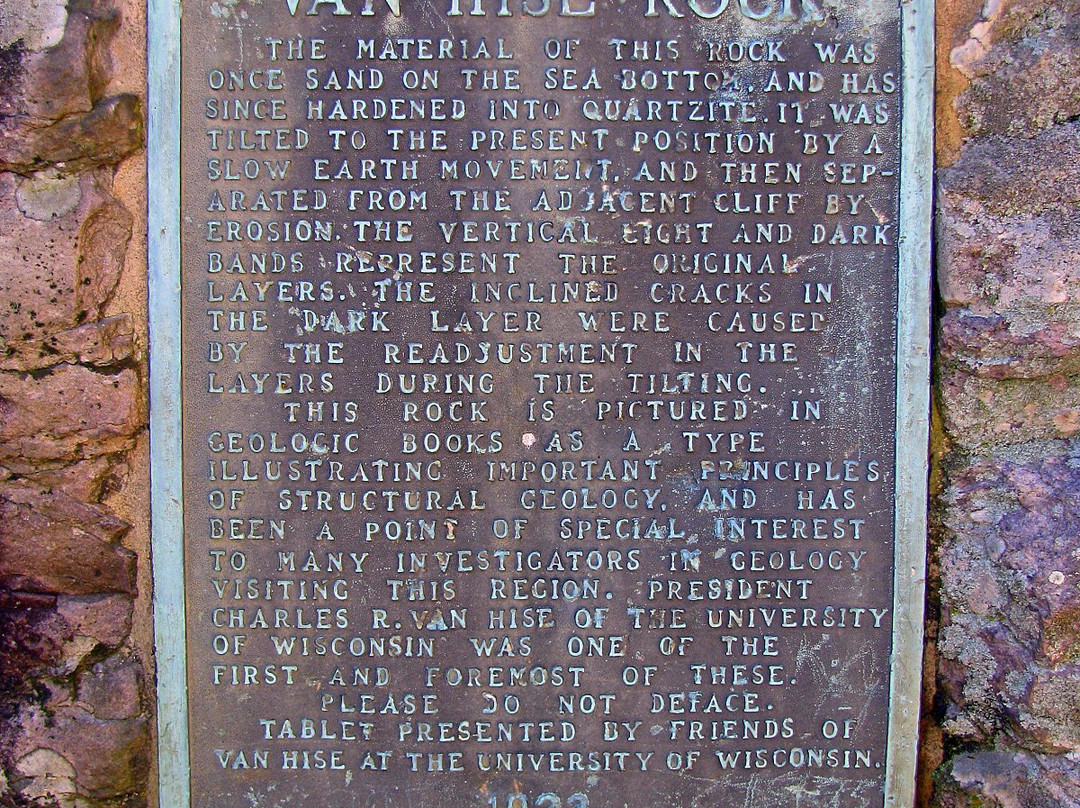 VAN HISE ROCK
THE MATERIAL OF THIS ROCK WAS
ONCE SAND ON THE SEA BOTTOM, AND HAS
SINCE HARDENED INTO QUARTZITE. IT WAS
TILTED TO THE PRESENT POSITION BY A
SLOW EARTH MOVEMENT, AND THEN SEP-
ARATED FROM THE ADJACENT CLIFF BY
EROSION. THE VERTICAL LIGHT AND DARK
BANDS REPRESENT THE ORIGINAL
LAYERS. THE INCLINED CRACKS IN
THE DARK LAYER WERE CAUSED
BY THE READJUSTMENT IN THE
LAYERS DURING THE TILTING.
THIS ROCK IS PICTURED IN
GEOLOGIC BOOKS AS A TYPE
ILLUSTRATING IMPORTANT PRINCIPLES
OF STRUCTURAL GEOLOGY, AND HAS
BEEN A POINT OF SPECIAL INTEREST
TO MANY INVESTIGATORS IN GEOLOGY
VISITING THIS REGION. PRESIDENT
CHARLES R. VAN HISE OF THE UNIVERSITY
OF WISCONSIN WAS ONE OF THE
FIRST AND FOREMOST OF THESE.
PLEASE DO NOT DEFACE.
TABLET PRESENTED BY FRIENDS OF
VAN HISE AT THE UNIVERSITY OF WISCONSIN.
1923